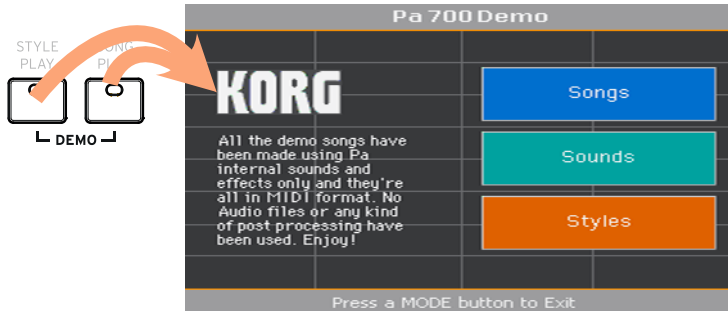 STYLE
PLAY
SONG
DEMO
Pa 700 Demo
KORG
All the demo songs have
been made using Pa
internal sounds and
effects only and they're
all in MIDI format. No
Audio files or any kind
of post processing have
been used. Enjoy!
Songs
Sounds
Styles
Press a MODE button to Exit